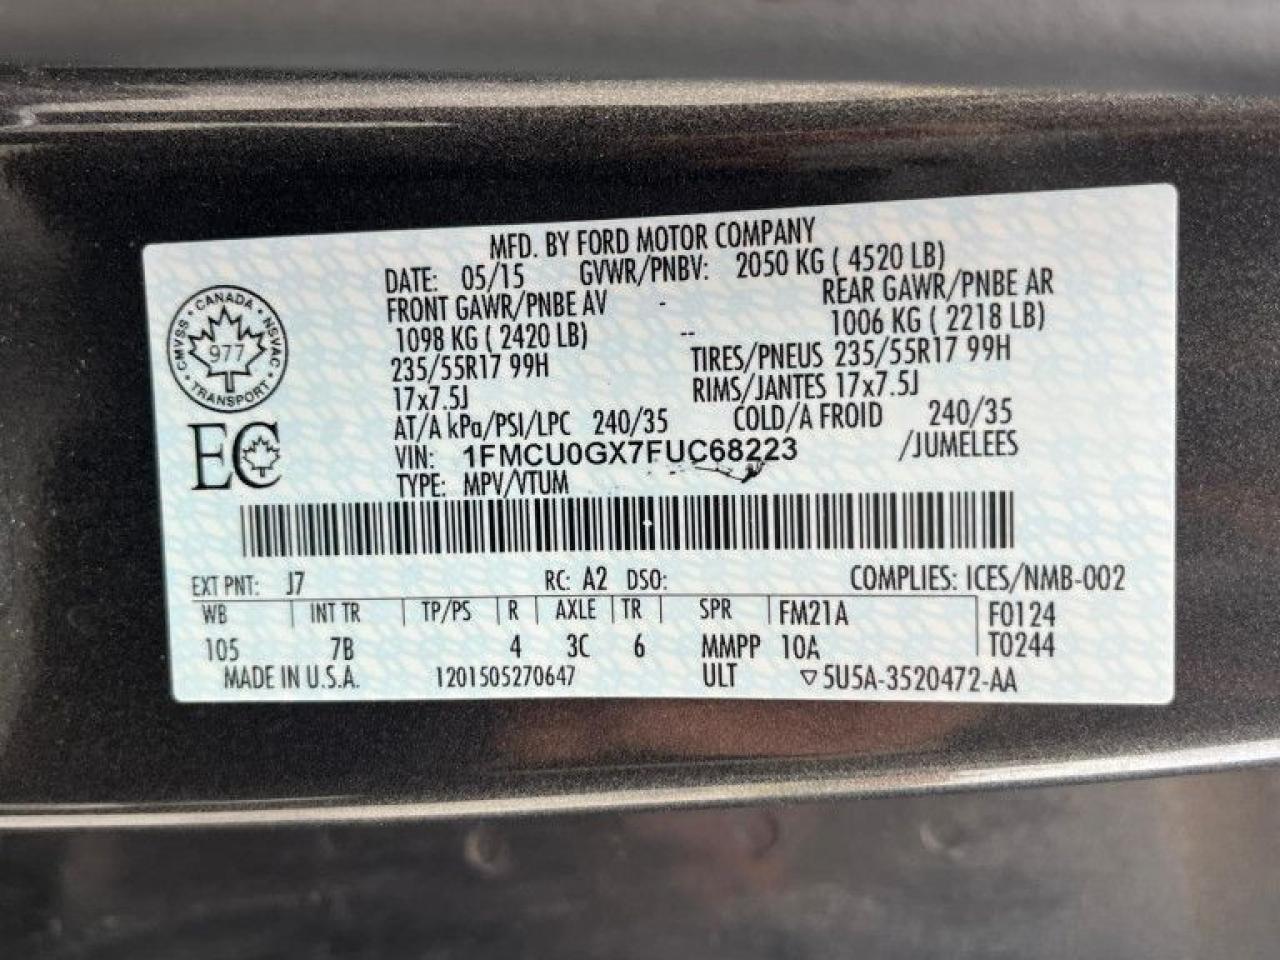 MFD. BY FORD MOTOR COMPANY
DATE: 05/15 GVWR/PNBV: 2050 KG ( 4520 LB)
FRONT GAWR/PNBE AV - REAR GAWR/PNBE AR
1098 KG ( 2420 LB) -- 1006 KG ( 2218 LB)
235/55R17 99H TIRES/PNEUS 235/55R17 99H
17x7.5J RIMS/JANTES 17x7.5J
AT/A kPa/PSI/LPC 240/35 COLD/A FROID 240/35
VIN: 1FMCU0GX7FUC68223 /JUMELEES
TYPE: MPV/VTUM
CANADA
CMVSS • NSVAC
977
TRANSPORT
EC
EXT PNT: J7 RC: A2 DSO: COMPLIES: ICES/NMB-002
WB INT TR TP/PS R AXLE TR SPR FM21A F0124
105 7B 4 3C 6 MMPP 10A T0244
MADE IN U.S.A. 1201505270647 ULT ▽5U5A-3520472-AA